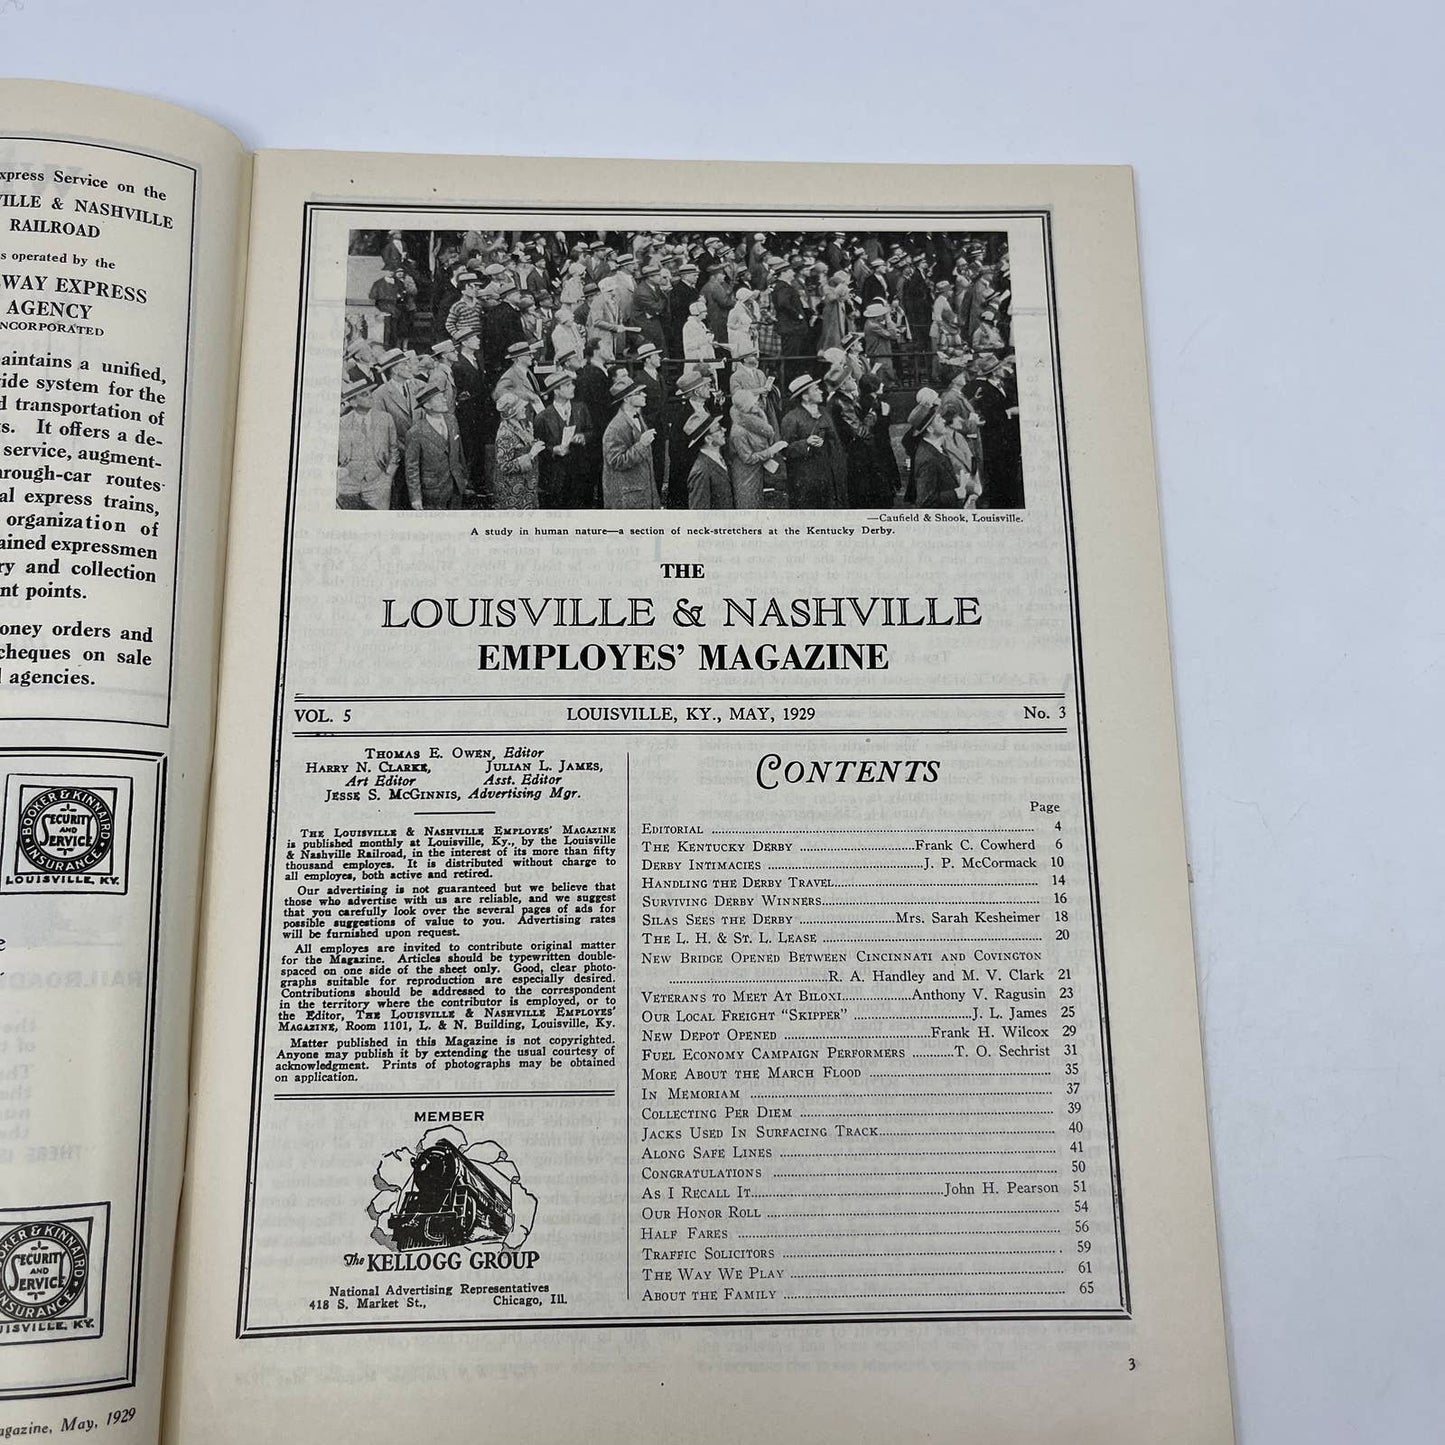 xpress Service on the
VILLE & NASHVILLE
RAILROAD
s operated by the
WAY EXPRESS
AGENCY
INCORPORATED
aintains a unified,
ide system for the
d transportation of
ts. It offers a de-
service, augment-
hrough-car routes
al express trains,
organization of
ained expressmen
ry and collection
nt points.
oney orders and
cheques on sale
l agencies.
BOOKER & KINNAIRD
SECURITY
AND
SERVICE
INSURANCE
LOUISVILLE, KY.
BOOKER & KINNAIRD
SECURITY
AND
SERVICE
INSURANCE
LOUISVILLE, KY.
agazine, May, 1929
—Caufield & Shook, Louisville.
A study in human nature—a section of neck-stretchers at the Kentucky Derby.
THE
LOUISVILLE & NASHVILLE
EMPLOYES' MAGAZINE
VOL. 5 LOUISVILLE, KY., MAY, 1929 No. 3
THOMAS E. OWEN, Editor
HARRY N. CLARKE, JULIAN L. JAMES,
Art Editor Asst. Editor
JESSE S. MCGINNIS, Advertising Mgr.
THE LOUISVILLE & NASHVILLE EMPLOYES' MAGAZINE
is published monthly at Louisville, Ky., by the Louisville
& Nashville Railroad, in the interest of its more than fifty
thousand employes. It is distributed without charge to
all employes, both active and retired.
Our advertising is not guaranteed but we believe that
those who advertise with us are reliable, and we suggest
that you carefully look over the several pages of ads for
possible suggestions of value to you. Advertising rates
will be furnished upon request.
All employes are invited to contribute original matter
for the Magazine. Articles should be typewritten double-
spaced on one side of the sheet only. Good, clear photo-
graphs suitable for reproduction are especially desired.
Contributions should be addressed to the correspondent
in the territory where the contributor is employed, or to
the Editor, THE LOUISVILLE & NASHVILLE EMPLOYES'
MAGAZINE, Room 1101, L. & N. Building, Louisville, Ky.
Matter published in this Magazine is not copyrighted.
Anyone may publish it by extending the usual courtesy of
acknowledgment. Prints of photographs may be obtained
on application.
MEMBER
The KELLOGG GROUP
National Advertising Representatives
418 S. Market St., Chicago, Ill.
CONTENTS
Page
EDITORIAL 4
THE KENTUCKY DERBY Frank C. Cowherd 6
DERBY INTIMACIES J. P. McCormack 10
HANDLING THE DERBY TRAVEL 14
SURVIVING DERBY WINNERS 16
SILAS SEES THE DERBY Mrs. Sarah Kesheimer 18
THE L. H. & ST. L. LEASE 20
NEW BRIDGE OPENED BETWEEN CINCINNATI AND COVINGTON
R. A. Handley and M. V. Clark 21
VETERANS TO MEET AT BILOXI Anthony V. Ragusin 23
OUR LOCAL FREIGHT "SKIPPER" J. L. James 25
NEW DEPOT OPENED Frank H. Wilcox 29
FUEL ECONOMY CAMPAIGN PERFORMERS T. O. Sechrist 31
MORE ABOUT THE MARCH FLOOD 35
IN MEMORIAM 37
COLLECTING PER DIEM 39
JACKS USED IN SURFACING TRACK 40
ALONG SAFE LINES 41
CONGRATULATIONS 50
AS I RECALL IT John H. Pearson 51
OUR HONOR ROLL 54
HALF FARES 56
TRAFFIC SOLICITORS 59
THE WAY WE PLAY 61
ABOUT THE FAMILY 65
3